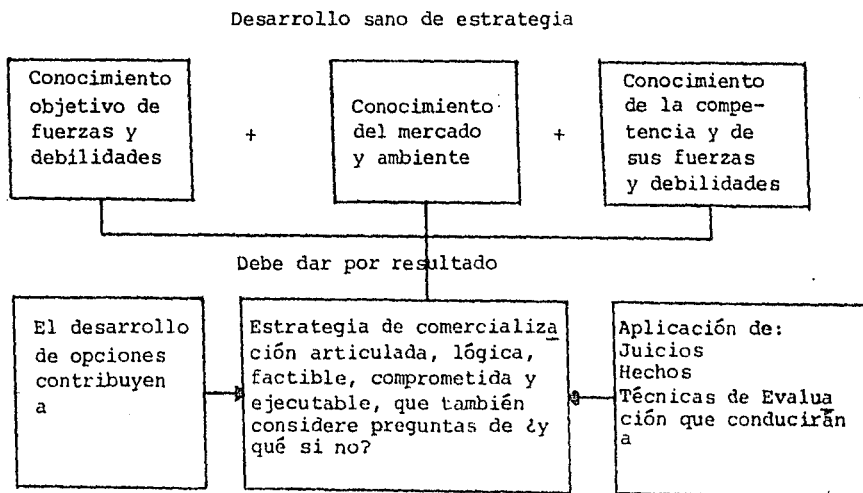 Desarrollo sano de estrategia
Conocimiento
objetivo de
fuerzas y
debilidades
+
Conocimiento
del mercado
y ambiente
+
Conocimiento
de la compe-
tencia y de
sus fuerzas
y debilidades
Debe dar por resultado
El desarrollo
de opciones
contribuyen
a
Estrategia de comercializa
ción articulada, lógica,
factible, comprometida y
ejecutable, que también
considere preguntas de ¿y
qué si no?
Aplicación de:
Juicios
Hechos
Técnicas de Evalua
ción que conducirán
a